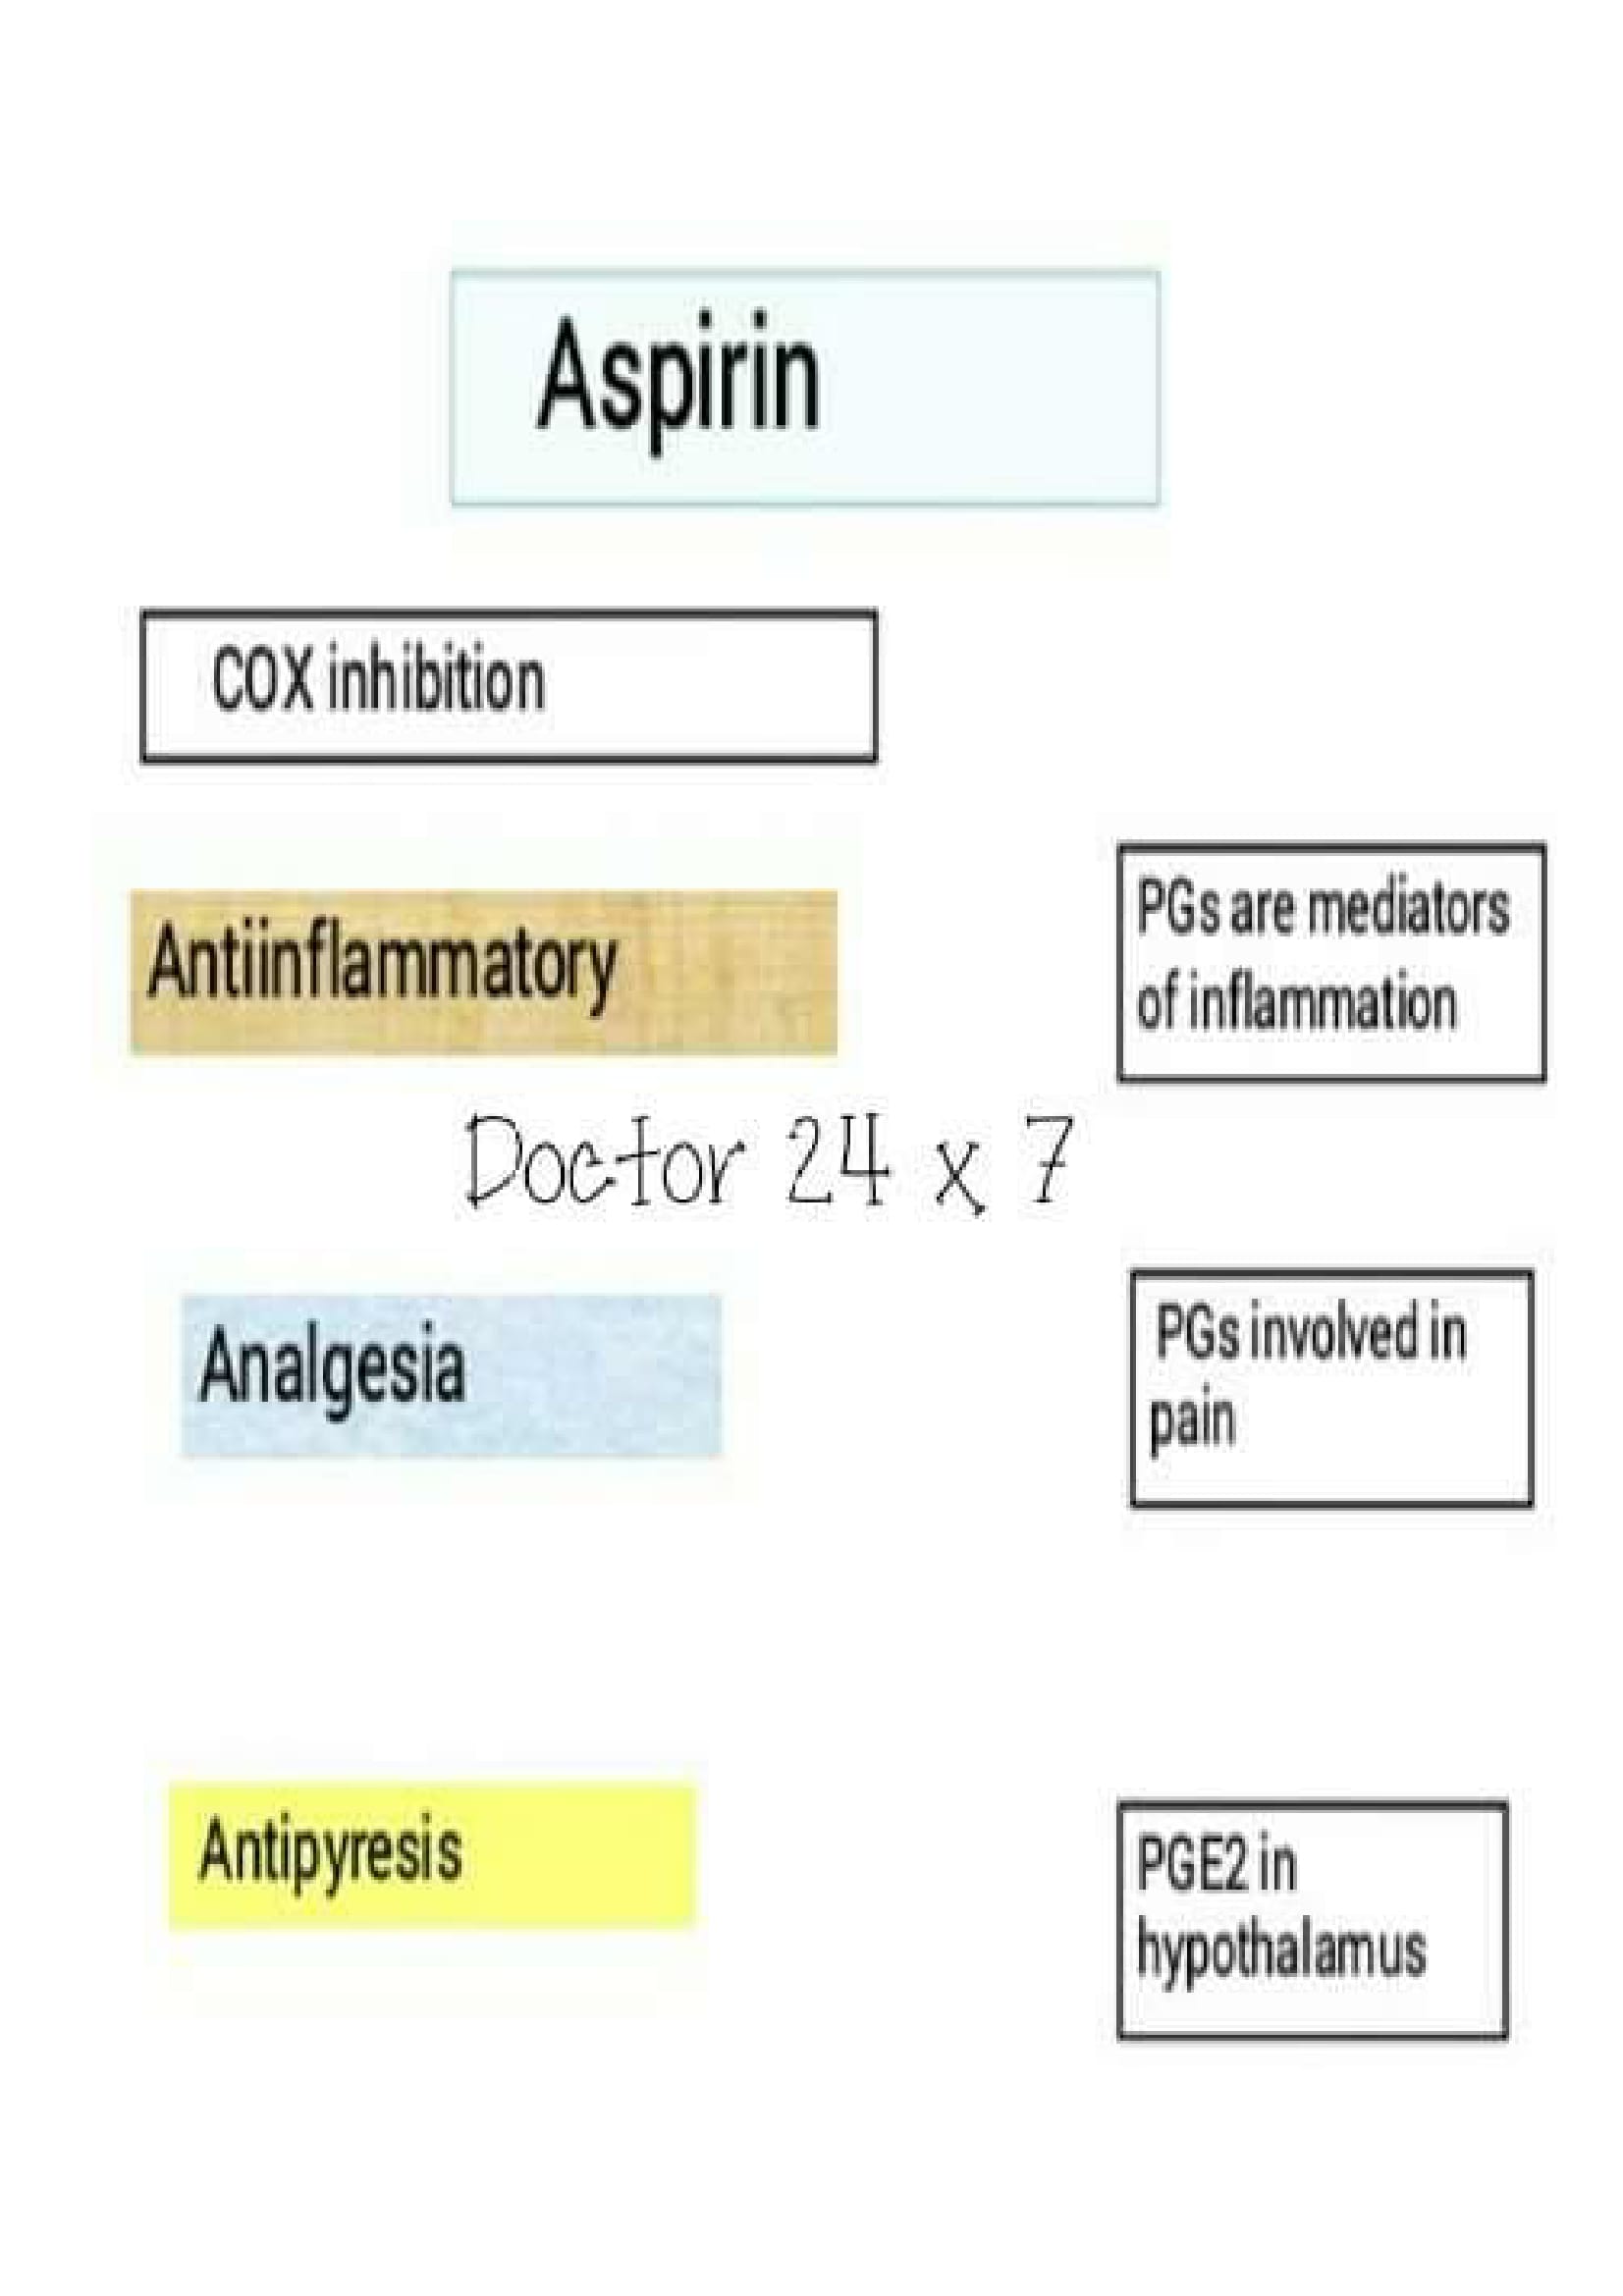 Aspirin
COX inhibition
Antiinflammatory
PGs are mediators
of inflammation
Doctor 24 x 7
Analgesia
PGs involved in
pain
Antipyresis
PGE2 in
hypothalamus